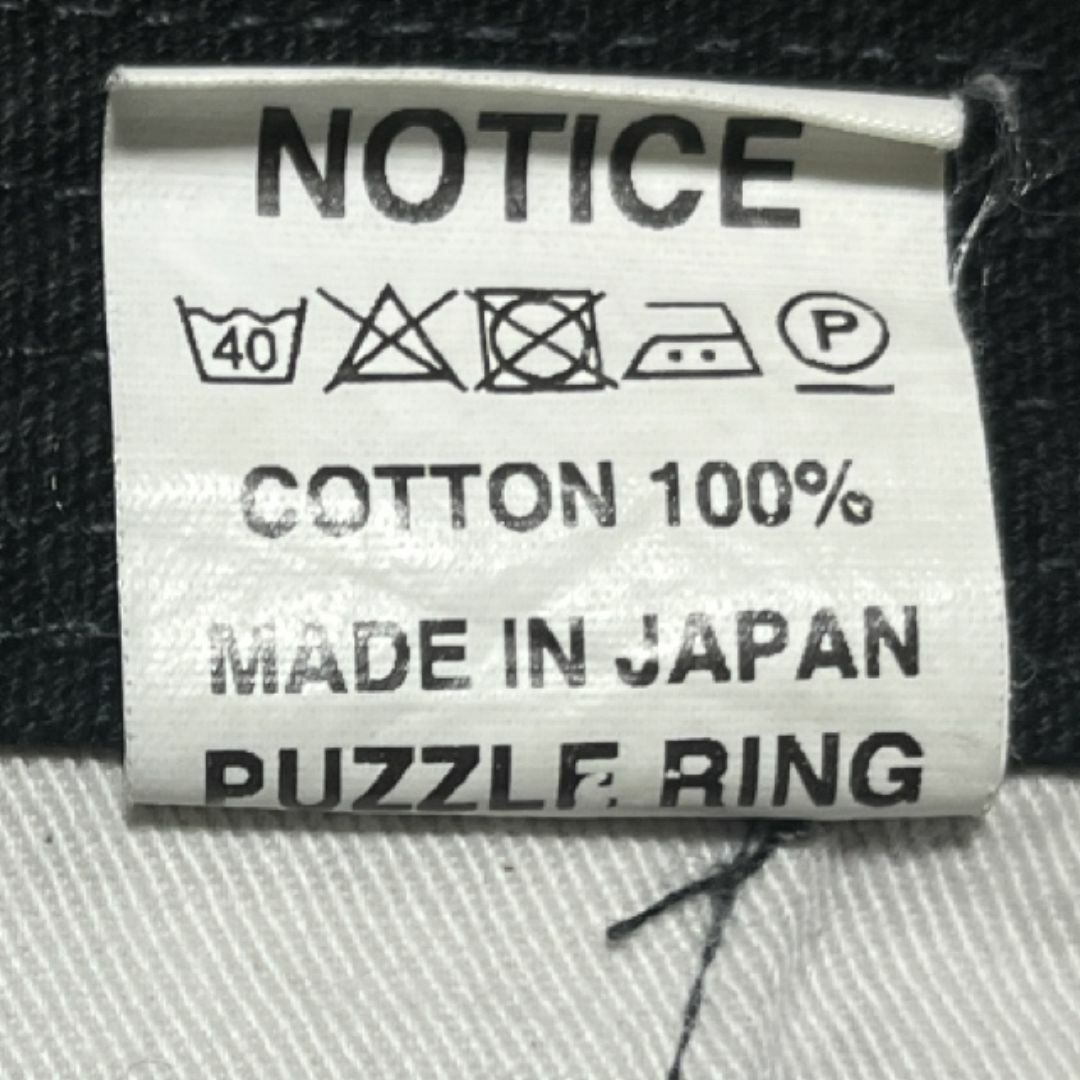 NOTICE
40 P
COTTON 100%
MADE IN JAPAN
PUZZLE RING